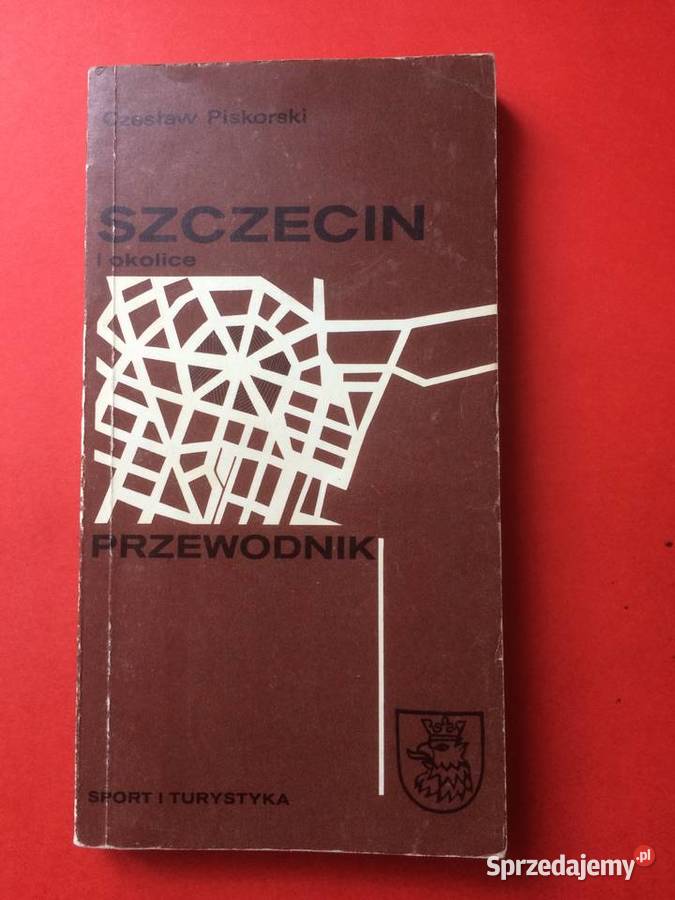 Czesław Piskorski
SZCZECIN
i okolice
PRZEWODNIK
SPORT I TURYSTYKA
Sprzedajemy.pl